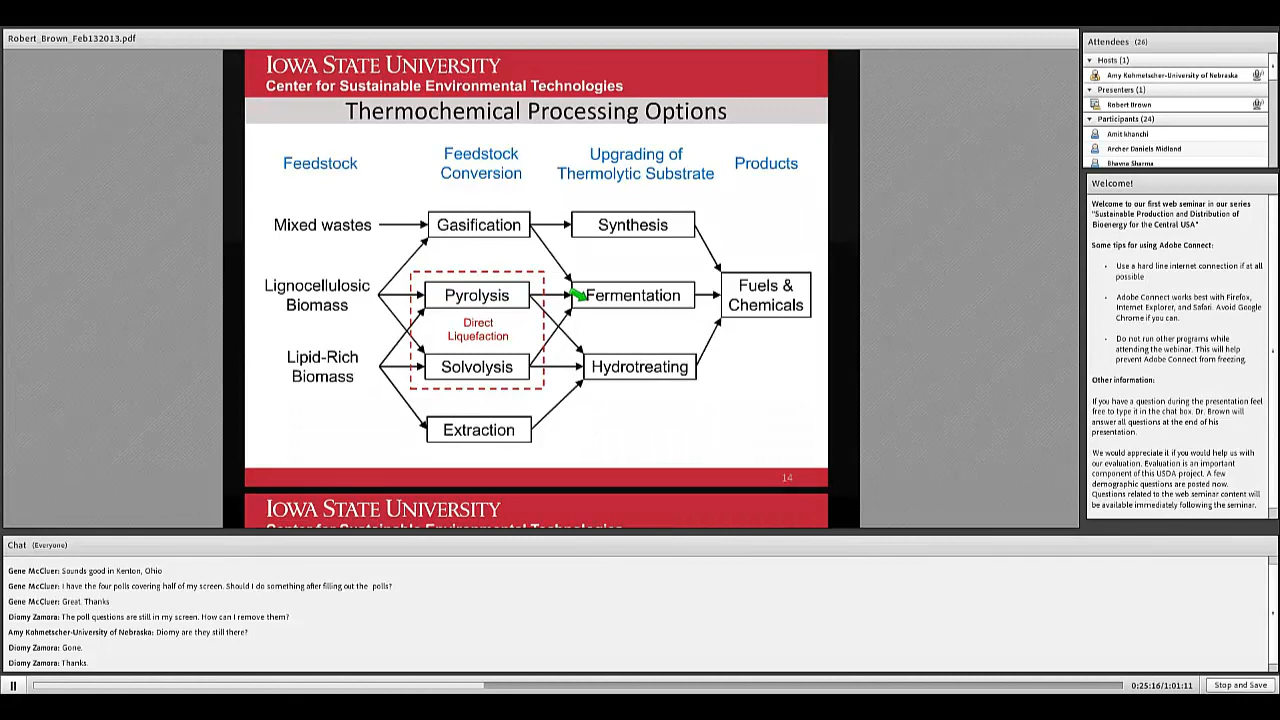 Robert_Brown_Feb132013.pdf
IOWA STATE UNIVERSITY
Center for Sustainable Environmental Technologies
Thermochemical Processing Options
Feedstock
Feedstock
Conversion
Upgrading of
Thermolytic Substrate
Products
Mixed wastes
Gasification
Synthesis
Lignocellulosic
Biomass
Pyrolysis
Fermentation
Fuels &
Chemicals
Direct
Liquefaction
Lipid-Rich
Biomass
Solvolysis
Hydrotreating
Extraction
14
IOWA STATE UNIVERSITY
Center for Sustainable Environmental Technologies
Attendees (26)
Hosts (1)
Amy Kohmetscher-University of Nebraska
Presenters (1)
Robert Brown
Participants (24)
Amit khanchi
Archer Daniels Midland
Bhavna Sharma
Welcome!
Welcome to our first web seminar in our series
"Sustainable Production and Distribution of
Bioenergy for the Central USA"
Some tips for using Adobe Connect:
• Use a hard line internet connection if at all
possible
• Adobe Connect works best with Firefox,
Internet Explorer, and Safari. Avoid Google
Chrome if you can.
• Do not run other programs while
attending the webinar. This will help
prevent Adobe Connect from freezing.
Other information:
If you have a question during the presentation feel
free to type it in the chat box. Dr. Brown will
answer all questions at the end of his
presentation.
We would appreciate it if you would help us with
our evaluation. Evaluation is an important
component of this USDA project. A few
demographic questions are posted now.
Questions related to the web seminar content will
be available immediately following the seminar.
Chat (Everyone)
Gene McCluer: Sounds good in Kenton, Ohio
Gene McCluer: I have the four polls covering half of my screen. Should I do something after filling out the polls?
Gene McCluer: Great. Thanks
Diomy Zamora: The poll questions are still in my screen. How can I remove them?
Amy Kohmetscher-University of Nebraska: Diomy are they still there?
Diomy Zamora: Gone.
Diomy Zamora: Thanks.
0:25:16/1:01:11
Stop and Save